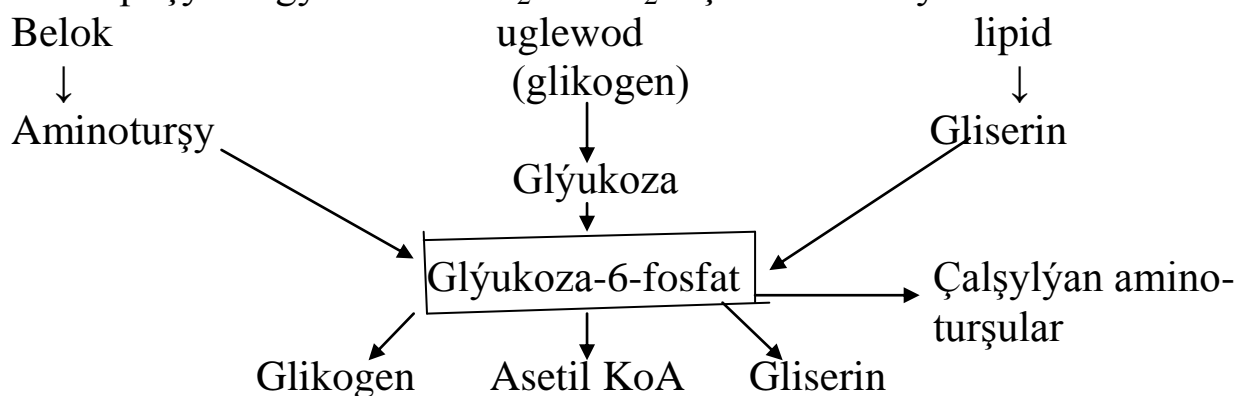 Belok uglewod lipid
↓ (glikogen) ↓
Aminoturşy Gliserin
Glýukoza
Glýukoza-6-fosfat
Çalşylýan amino-
turşular
Glikogen Asetil KoA Gliserin